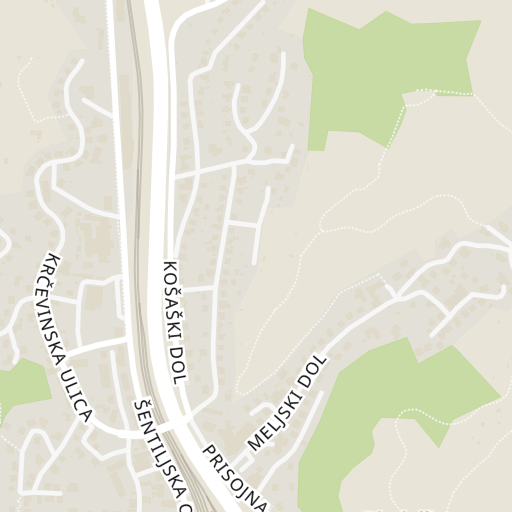 KRČEVINSKA ULICA
KOŠAŠKI DOL
MELJSKI DOL
ŠENTILJSKA C
PRISOJNA